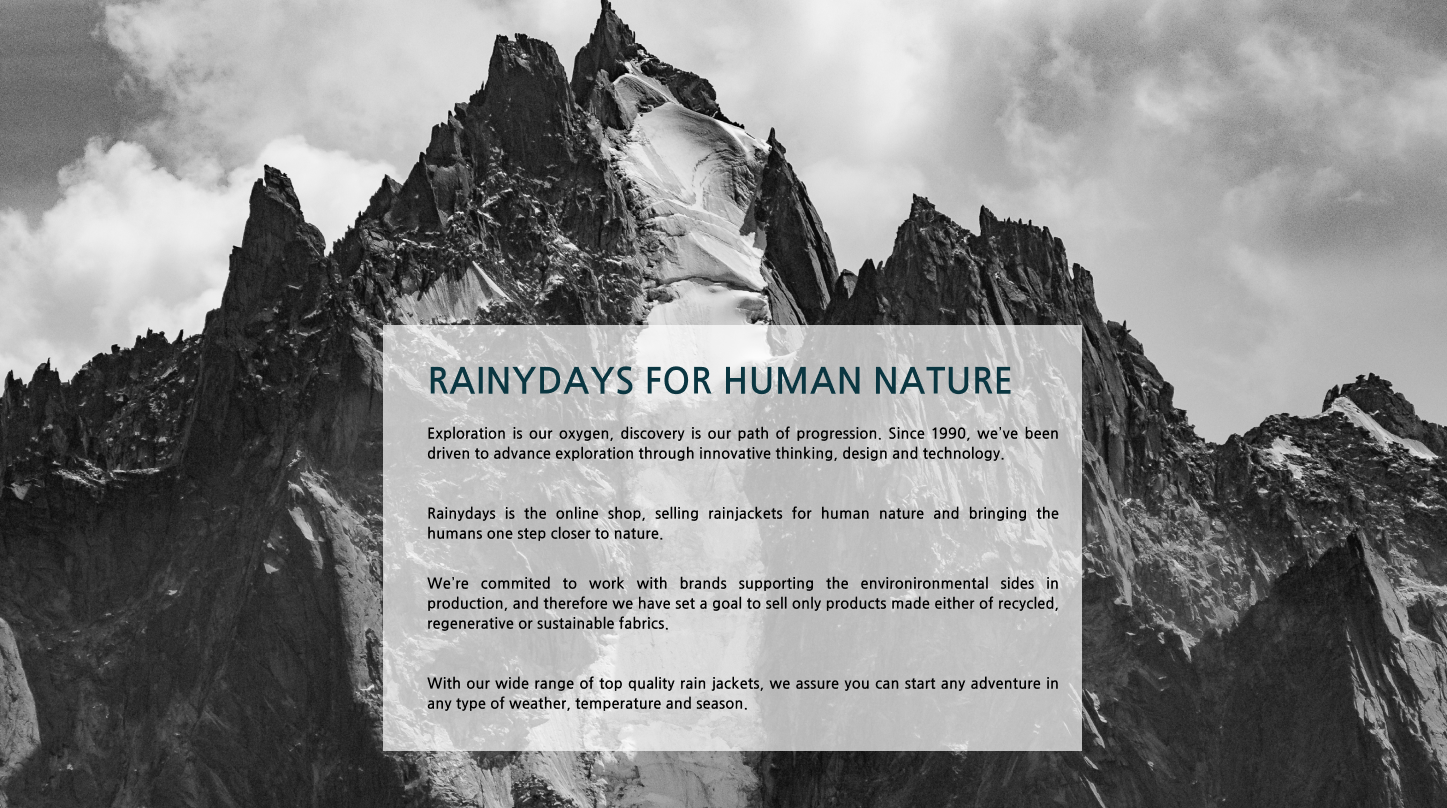 RAINYDAYS FOR HUMAN NATURE
Exploration is our oxygen, discovery is our path of progression. Since 1990, we've been
driven to advance exploration through innovative thinking, design and technology.
Rainydays is the online shop, selling rainjackets for human nature and bringing the
humans one step closer to nature.
We're commited to work with brands supporting the environironmental sides in
production, and therefore we have set a goal to sell only products made either of recycled,
regenerative or sustainable fabrics.
With our wide range of top quality rain jackets, we assure you can start any adventure in
any type of weather, temperature and season.